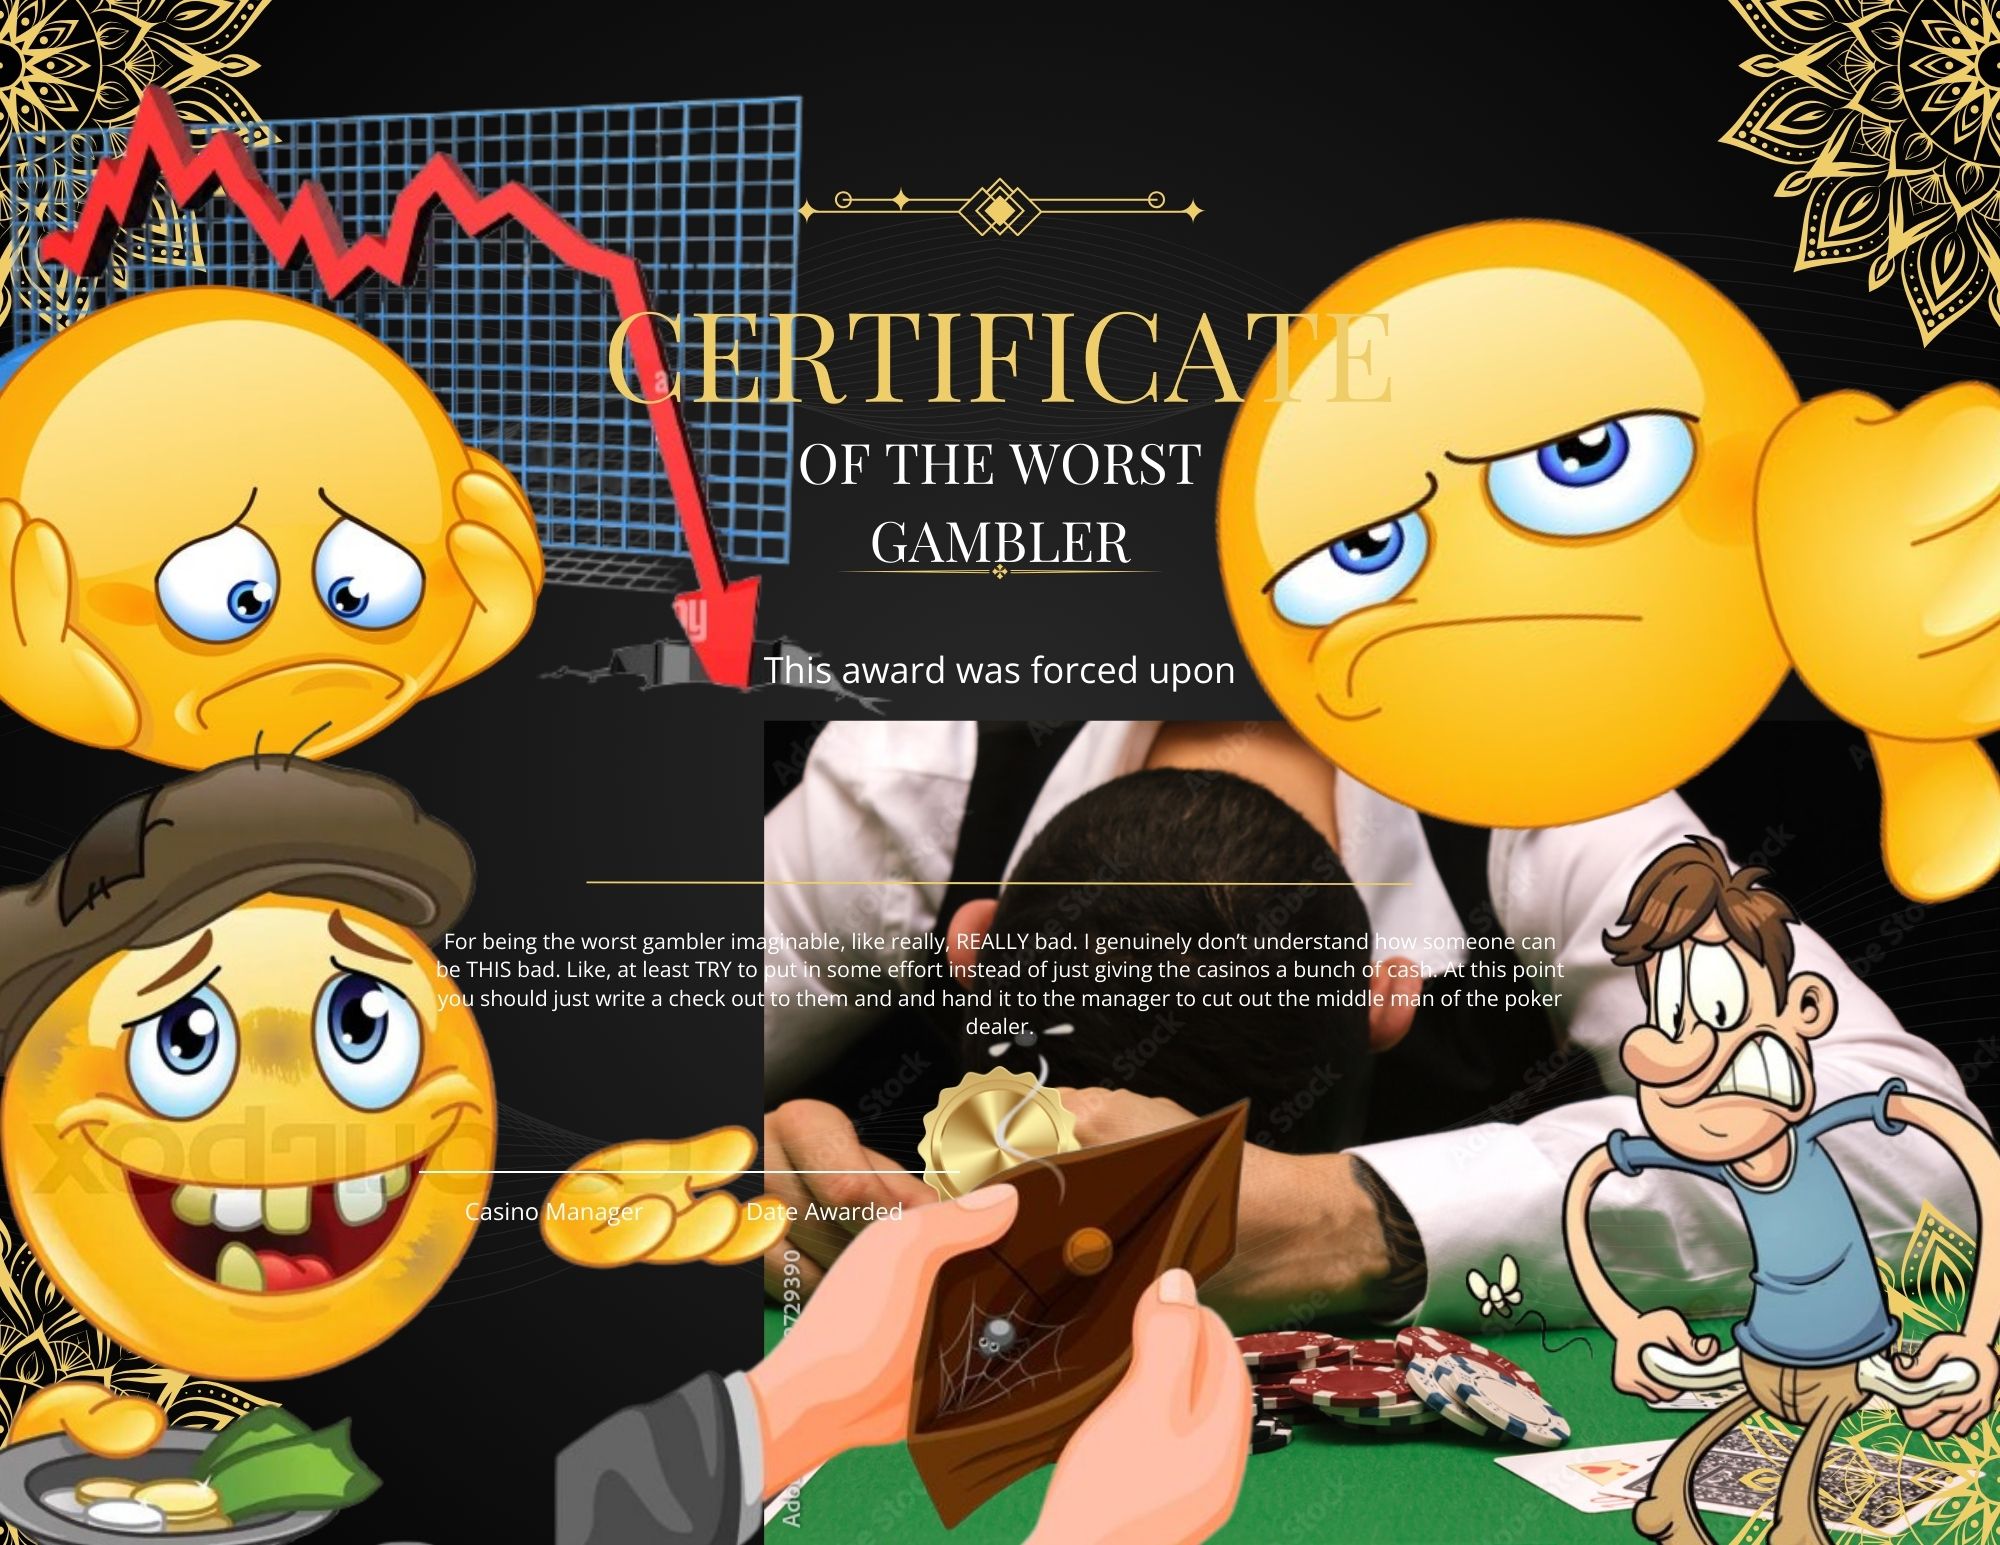 CERTIFICATE
OF THE WORST
GAMBLER
This award was forced upon
For being the worst gambler imaginable, like really, REALLY bad. I genuinely don’t understand how someone can
be THIS bad. Like, at least TRY to put in some effort instead of just giving the casinos a bunch of cash. At this point
you should just write a check out to them and and hand it to the manager to cut out the middle man of the poker
dealer.
Casino Manager
Date Awarded
Adobe Stock